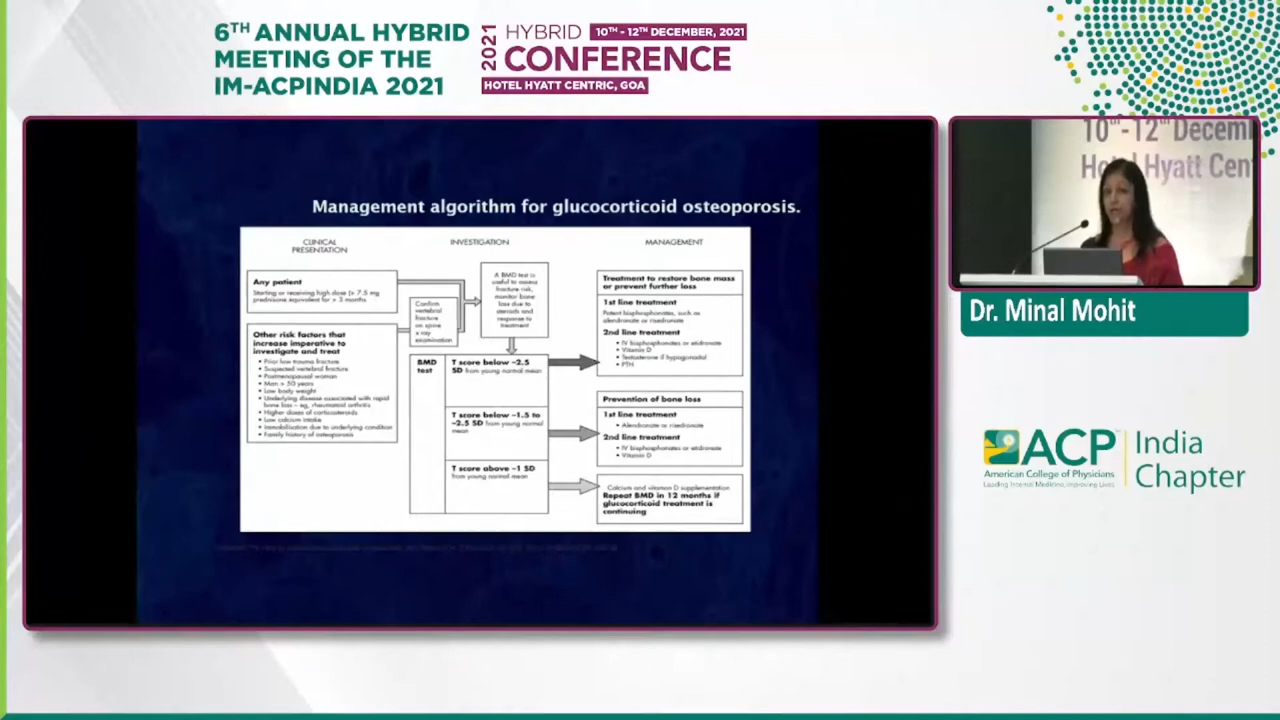 6TH ANNUAL HYBRID
MEETING OF THE
IM-ACPINDIA 2021
2021
HYBRID
10TH - 12TH DECEMBER, 2021
CONFERENCE
HOTEL HYATT CENTRIC, GOA
Management algorithm for glucocorticoid osteoporosis.
CLINICAL
PRESENTATION
INVESTIGATION
MANAGEMENT
Any patient
Starting or receiving high dose (> 7.5 mg
prednisone equivalent for > 3 months
Other risk factors that
increase imperative to
investigate and treat
• Prior low trauma fracture
• Suspected vertebral fracture
• Postmenopausal woman
• Man > 50 years
• Low body weight
• Underlying disease associated with rapid
bone loss – eg, rheumatoid arthritis
• Higher doses of corticosteroids
• Low calcium intake
• Immobilisation due to underlying condition
• Family history of osteoporosis
Confirm
vertebral
fracture
on spine
x ray
examination
A BMD test is
useful to assess
fracture risk,
monitor bone
loss due to
steroids and
response to
treatment
BMD
test
T score below –2.5
SD from young normal mean
T score below –1.5 to
–2.5 SD from young normal
mean
T score above –1 SD
from young normal mean
Treatment to restore bone mass
or prevent further loss
1st line treatment
Potent bisphosphonates, such as
alendronate or risedronate
2nd line treatment
• IV bisphosphonates or etidronate
• Vitamin D
• Testosterone if hypogonadal
• PTH
Prevention of bone loss
1st line treatment
• Alendronate or risedronate
2nd line treatment
• IV bisphosphonates or etidronate
• Vitamin D
Calcium and vitamin D supplementation
Repeat BMD in 12 months if
glucocorticoid treatment is
continuing
10th-12th Decem
Hotel Hyatt Cen
Dr. Minal Mohit
ACP
American College of Physicians
Leading Internal Medicine, Improving Lives
India
Chapter